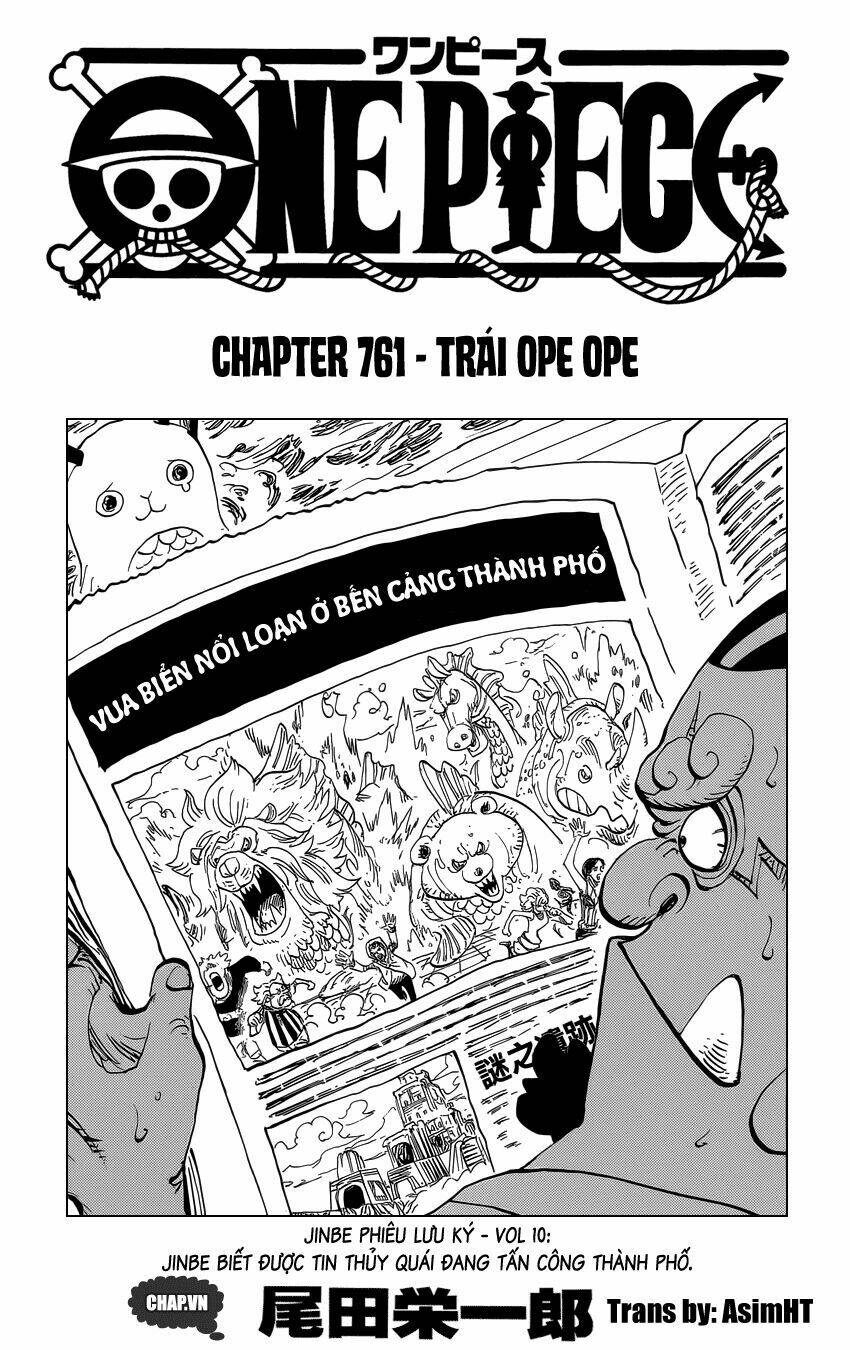 ワンピース
ONE PIECE
CHAPTER 761 - TRÁI OPE OPE
VUA BIỂN NỔI LOẠN Ở BẾN CẢNG THÀNH PHỐ
謎之遺跡
JINBE PHIÊU LƯU KÝ - VOL 10:
JINBE BIẾT ĐƯỢC TIN THỦY QUÁI ĐANG TẤN CÔNG THÀNH PHỐ.
CHAP.VN
尾田栄一郎
Trans by: AsimHT